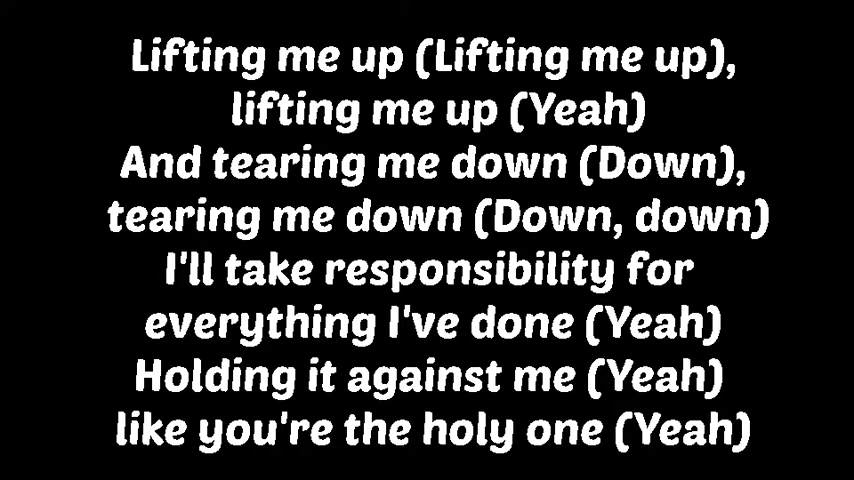 Lifting me up (Lifting me up),
lifting me up (Yeah)
And tearing me down (Down),
tearing me down (Down, down)
I'll take responsibility for
everything I've done (Yeah)
Holding it against me (Yeah)
like you're the holy one (Yeah)